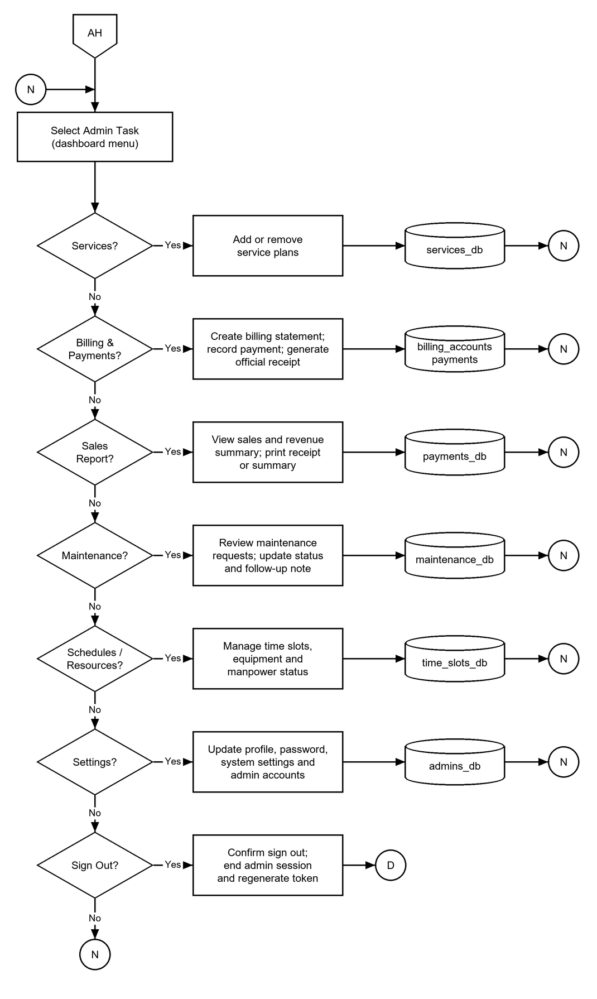 AH
N
Select Admin Task
(dashboard menu)
Services?
Yes
Add or remove
service plans
services_db
N
No
Billing &
Payments?
Yes
Create billing statement;
record payment; generate
official receipt
billing_accounts
payments
N
No
Sales
Report?
Yes
View sales and revenue
summary; print receipt
or summary
payments_db
N
No
Maintenance?
Yes
Review maintenance
requests; update status
and follow-up note
maintenance_db
N
No
Schedules /
Resources?
Yes
Manage time slots,
equipment and
manpower status
time_slots_db
N
No
Settings?
Yes
Update profile, password,
system settings and
admin accounts
admins_db
N
No
Sign Out?
Yes
Confirm sign out;
end admin session
and regenerate token
D
No
N